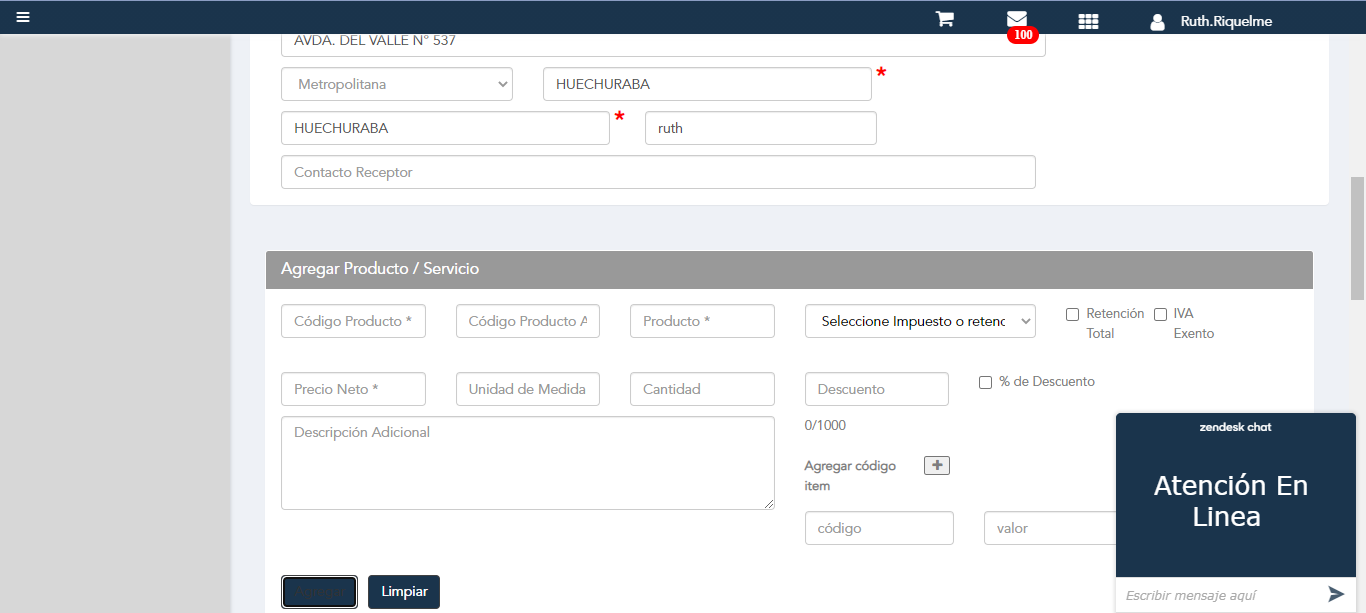 Ruth.Riquelme
100
AVDA. DEL VALLE N° 537
Metropolitana
HUECHURABA
*
HUECHURABA
*
ruth
Contacto Receptor
Agregar Producto / Servicio
Código Producto *
Código Producto A
Producto *
Seleccione Impuesto o retenc
Retención
Total
IVA
Exento
Precio Neto *
Unidad de Medida
Cantidad
Descuento
% de Descuento
Descripción Adicional
0/1000
Agregar código
item
código
valor
Agregar
Limpiar
zendesk chat
Atención En
Linea
Escribir mensaje aquí